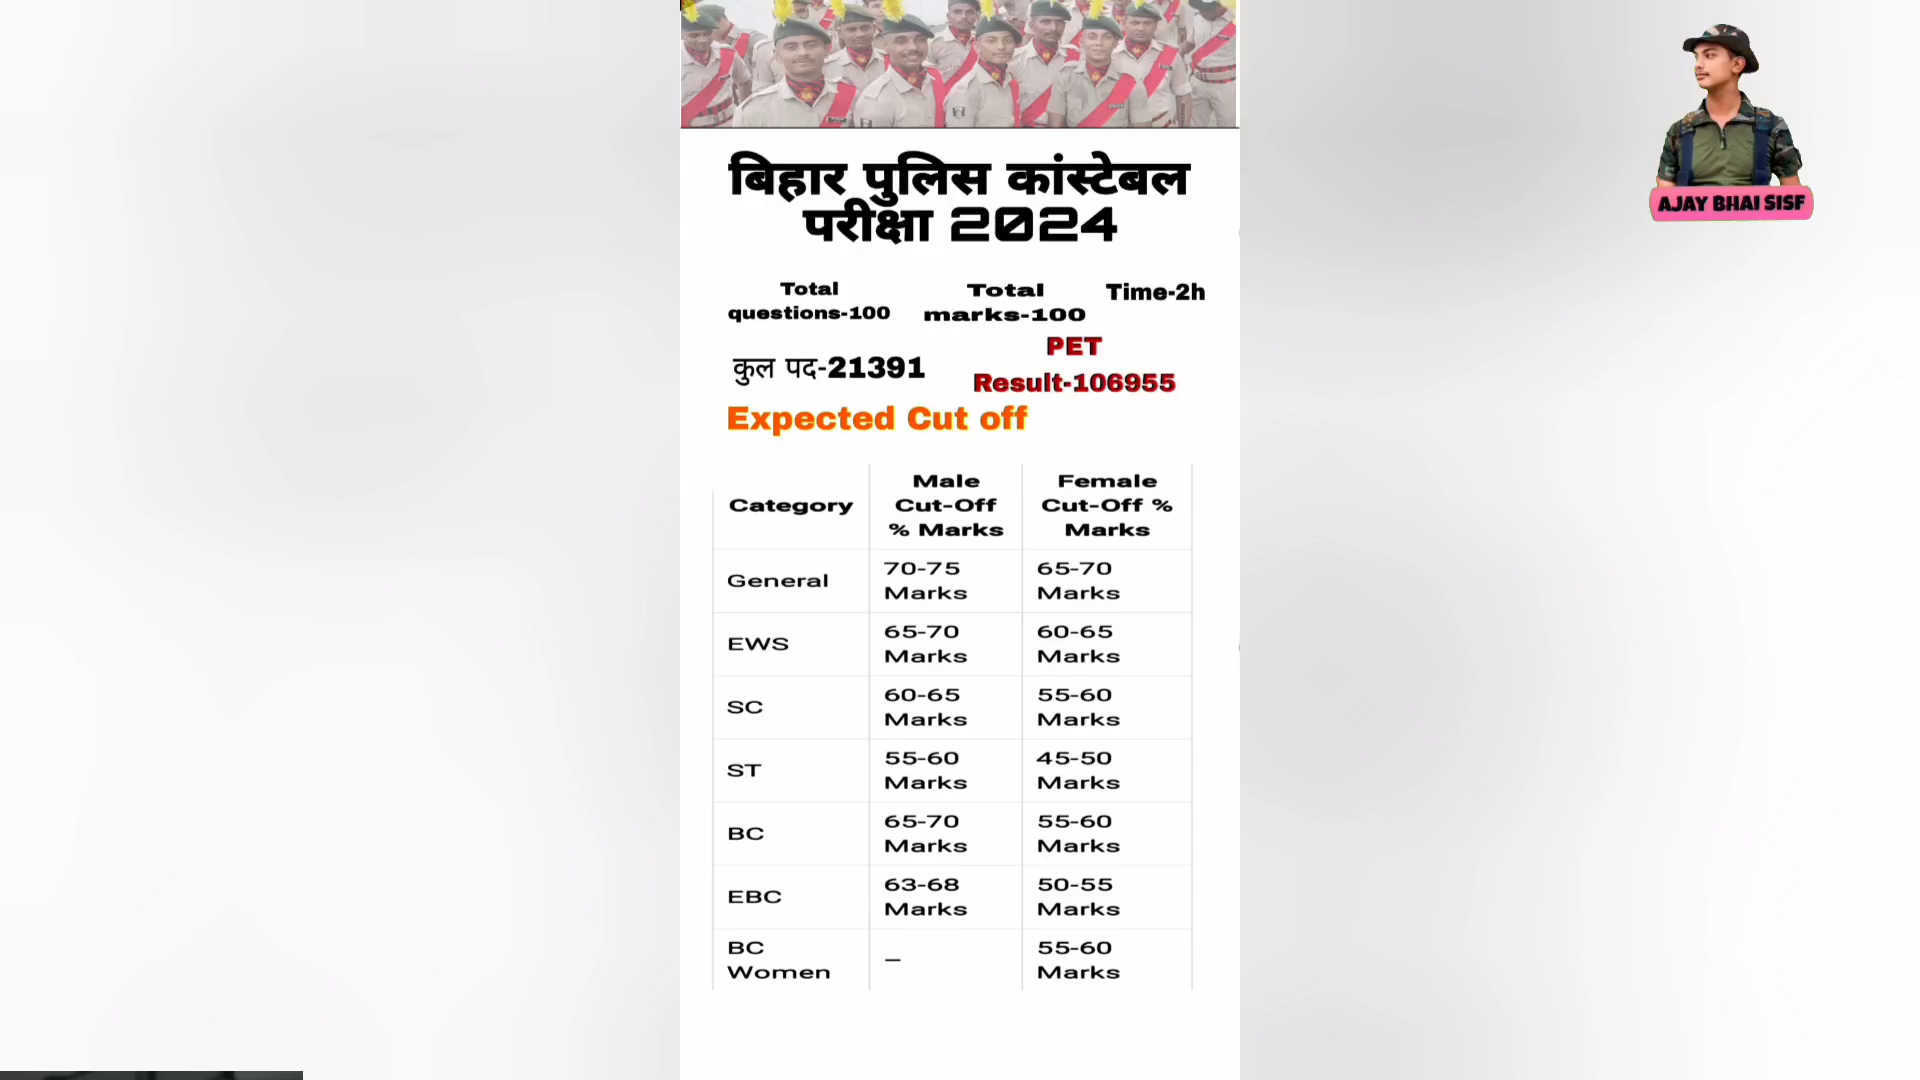 AJAY BHAI SISF
बिहार पुलिस कांस्टेबल
परीक्षा 2024
Total
questions-100
Total
marks-100
Time-2h
कुल पद-21391
PET
Result-106955
Expected Cut off
Category
Male
Cut-Off
% Marks
Female
Cut-Off %
Marks
General
70-75
Marks
65-70
Marks
EWS
65-70
Marks
60-65
Marks
SC
60-65
Marks
55-60
Marks
ST
55-60
Marks
45-50
Marks
BC
65-70
Marks
55-60
Marks
EBC
63-68
Marks
50-55
Marks
BC
Women
–
55-60
Marks